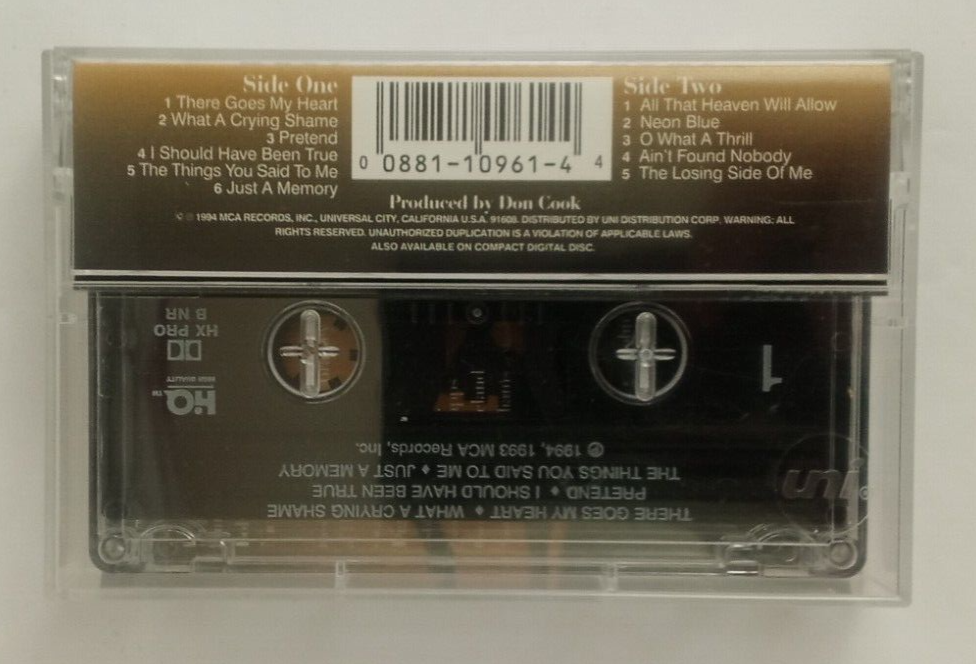 Side One
1 There Goes My Heart
2 What A Crying Shame
3 Pretend
4 I Should Have Been True
5 The Things You Said To Me
6 Just A Memory
0 0881-10961-4 4
Side Two
1 All That Heaven Will Allow
2 Neon Blue
3 O What A Thrill
4 Ain't Found Nobody
5 The Losing Side Of Me
Produced by Don Cook
© ℗ 1994 MCA RECORDS, INC., UNIVERSAL CITY, CALIFORNIA U.S.A. 91608. DISTRIBUTED BY UNI DISTRIBUTION CORP. WARNING: ALL
RIGHTS RESERVED. UNAUTHORIZED DUPLICATION IS A VIOLATION OF APPLICABLE LAWS.
ALSO AVAILABLE ON COMPACT DIGITAL DISC.
THERE GOES MY HEART ♦ WHAT A CRYING SHAME
PRETEND ♦ I SHOULD HAVE BEEN TRUE
THE THINGS YOU SAID TO ME ♦ JUST A MEMORY
℗ 1994, 1993 MCA Records, Inc.
1
HiQ™
HIGH QUALITY
HX PRO
B NR